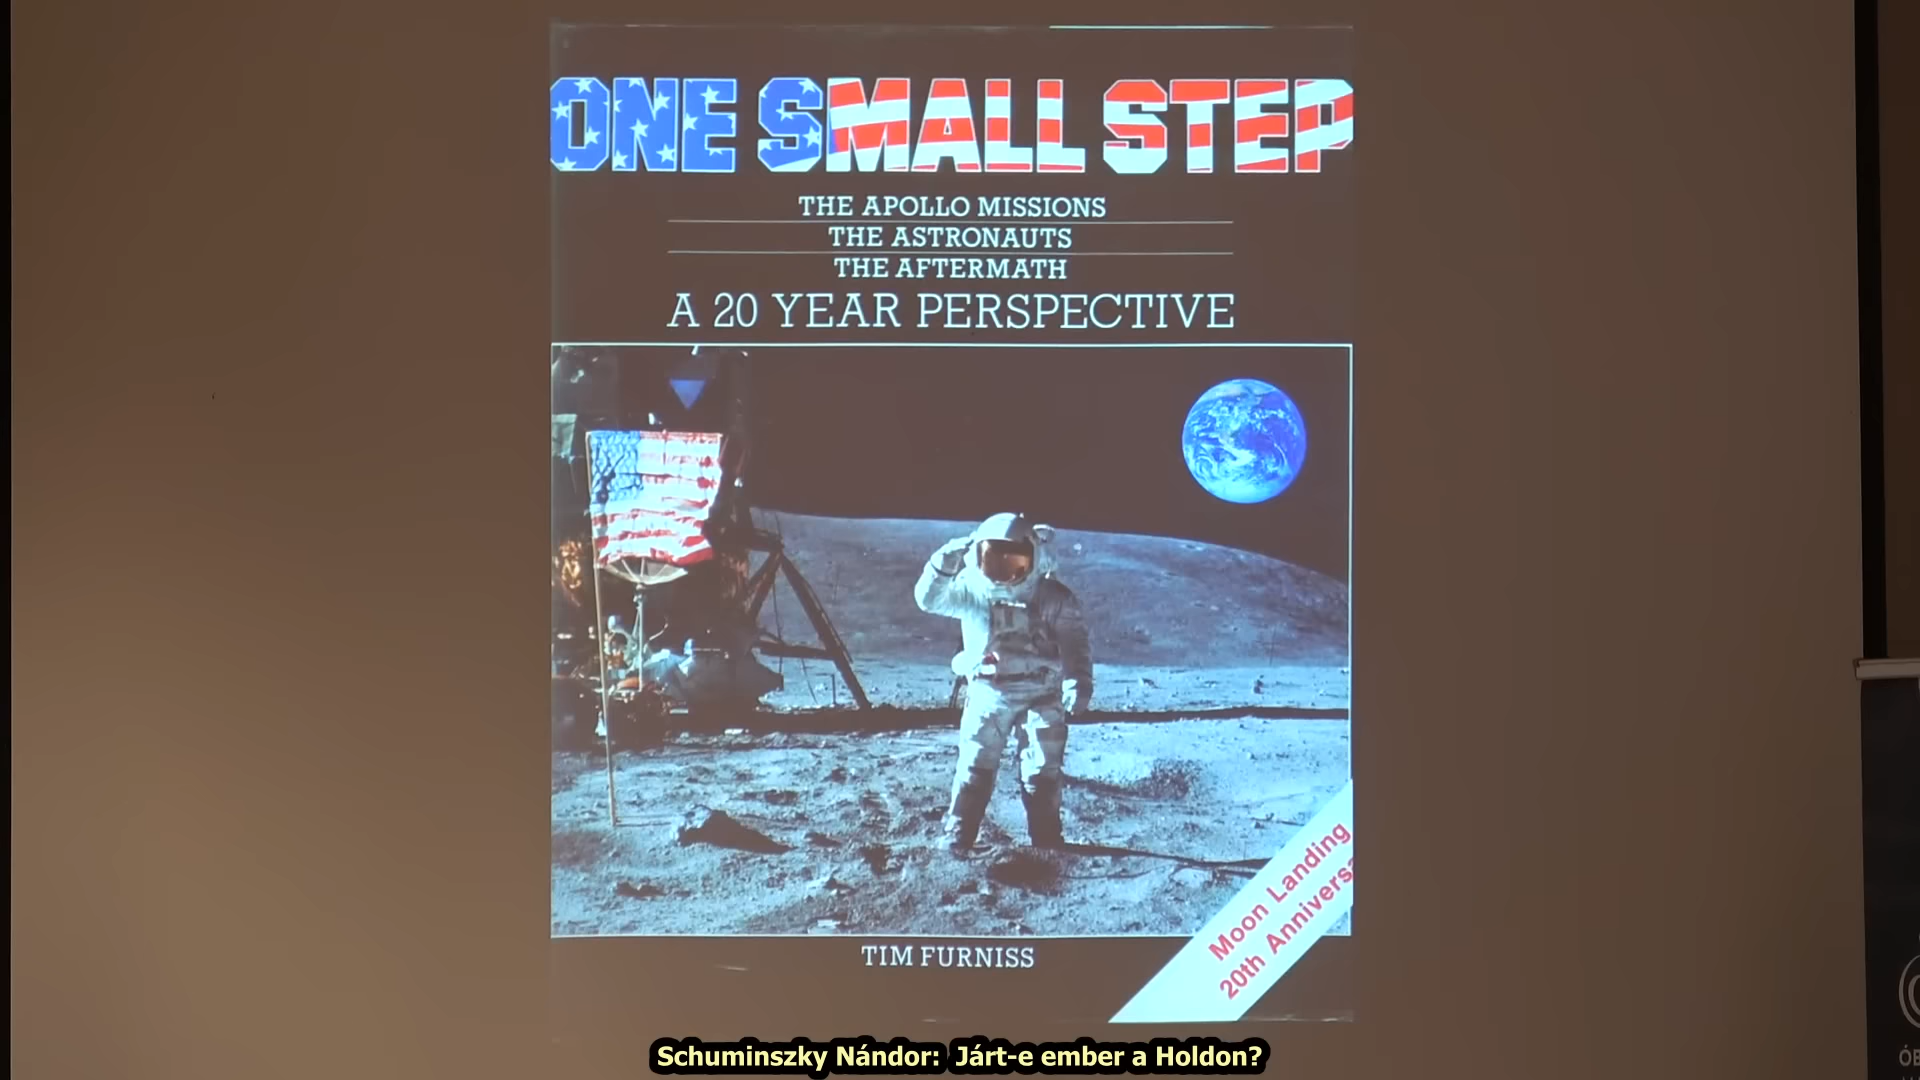 ONE SMALL STEP
THE APOLLO MISSIONS
THE ASTRONAUTS
THE AFTERMATH
A 20 YEAR PERSPECTIVE
Moon Landing
20th Annivers
TIM FURNISS
Schuminszky Nándor: Járt-e ember a Holdon?